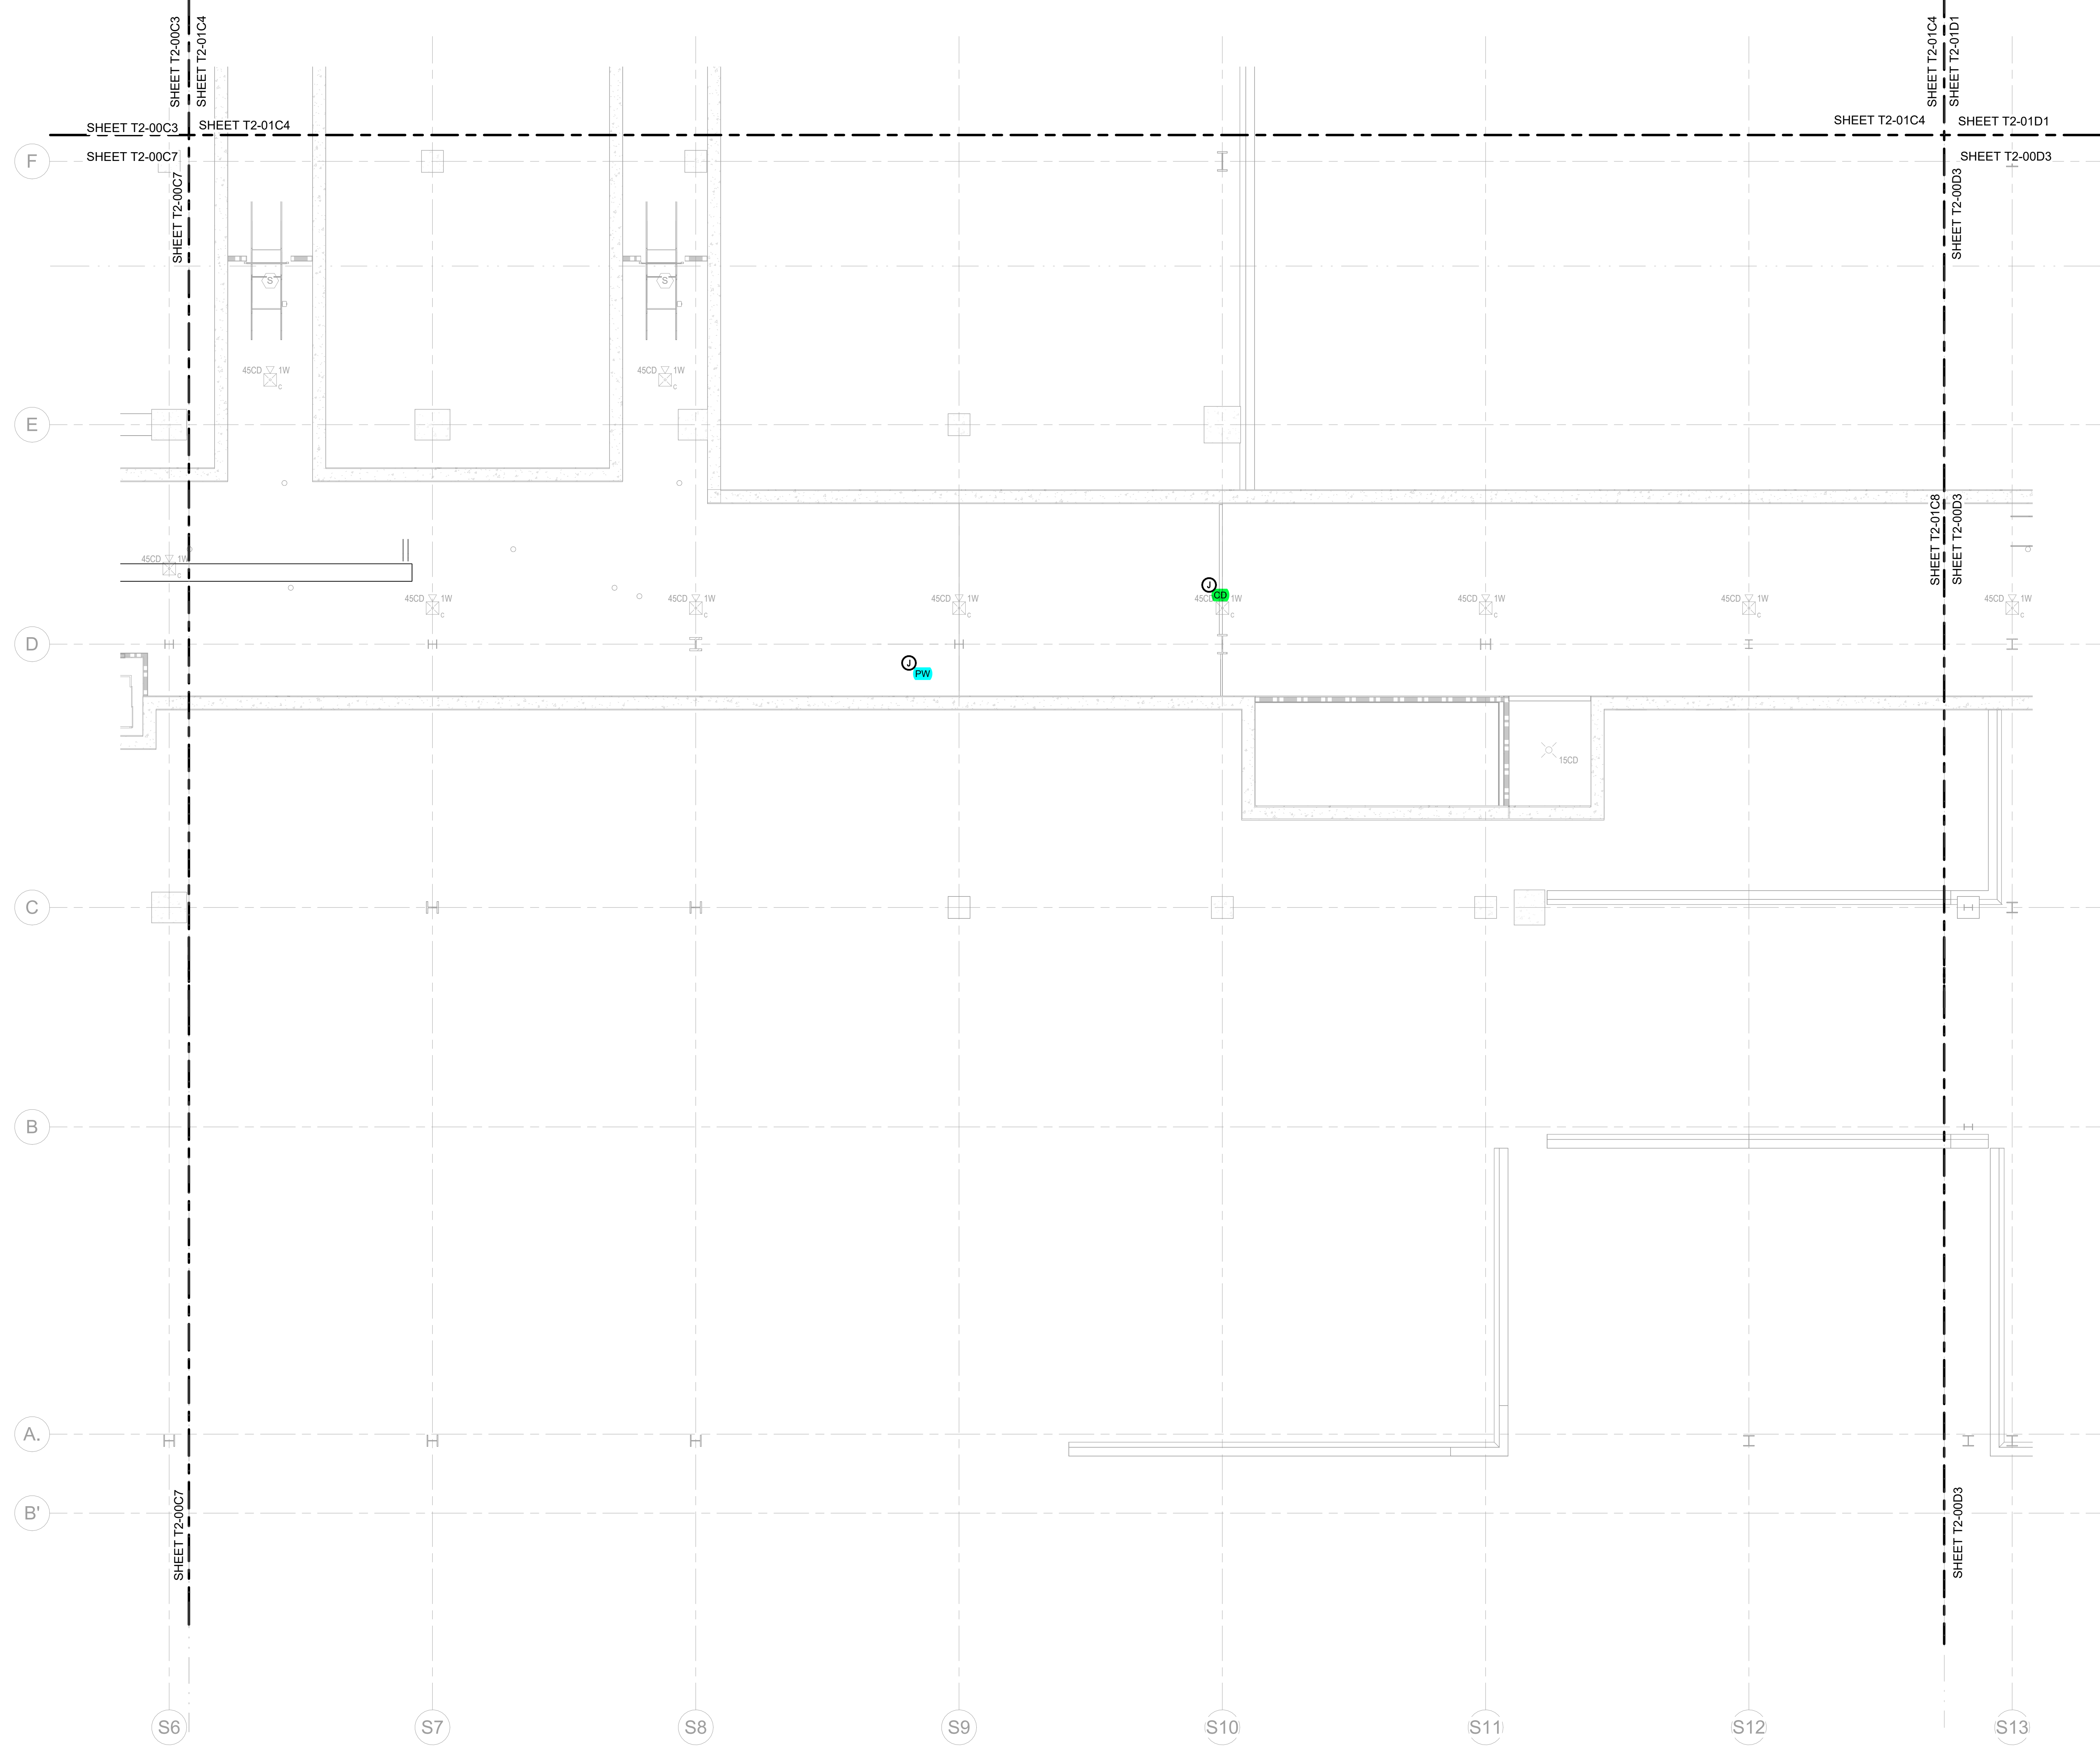 SHEET T2-00C3
SHEET T2-01C4
SHEET T2-01C4
SHEET T2-01D1
SHEET T2-00C3
SHEET T2-01C4
SHEET T2-01C4
SHEET T2-01D1
F
SHEET T2-00C7
SHEET T2-00D3
SHEET T2-00C7
SHEET T2-00D3
S
S
45CD 1W
C
45CD 1W
C
E
SHEET T2-01C8
SHEET T2-00D3
45CD 1W
C
J
CD
45CD 1W
C
45CD 1W
C
45CD 1W
C
45CD 1W
C
45CD 1W
C
45CD 1W
C
45CD 1W
C
D
J
PW
15CD
C
B
A.
SHEET T2-00C7
SHEET T2-00D3
B'
S6 S7 S8 S9 S10 S11 S12 S13